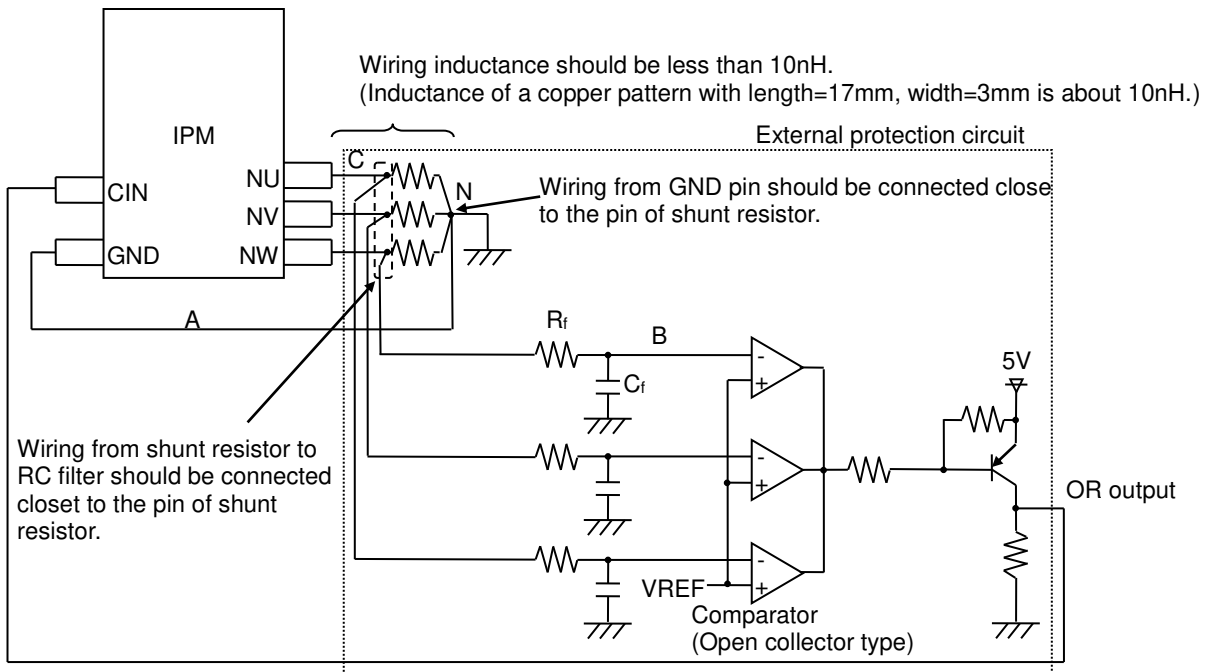 Wiring inductance should be less than 10nH.
(Inductance of a copper pattern with length=17mm, width=3mm is about 10nH.)
External protection circuit
IPM
C
NU
CIN
N
Wiring from GND pin should be connected close
to the pin of shunt resistor.
NV
GND
NW
A
Rf
B
-
+
Cf
5V
Wiring from shunt resistor to
RC filter should be connected
closet to the pin of shunt
resistor.
-
+
OR output
-
+
VREF
Comparator
(Open collector type)